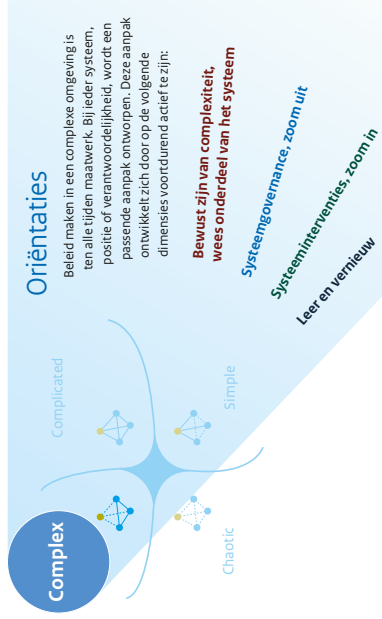 Oriëntaties
Beleid maken in een complexe omgeving is
ten alle tijden maatwerk. Bij ieder systeem,
positie of verantwoordelijkheid, wordt een
passende aanpak ontworpen. Deze aanpak
ontwikkelt zich door op de volgende
dimensies voortdurend actief te zijn:
Bewust zijn van complexiteit,
wees onderdeel van het systeem
Systeemgovernance, zoom uit
Systeeminterventies, zoom in
Leer en vernieuw
Complex
Complicated
Chaotic
Simple